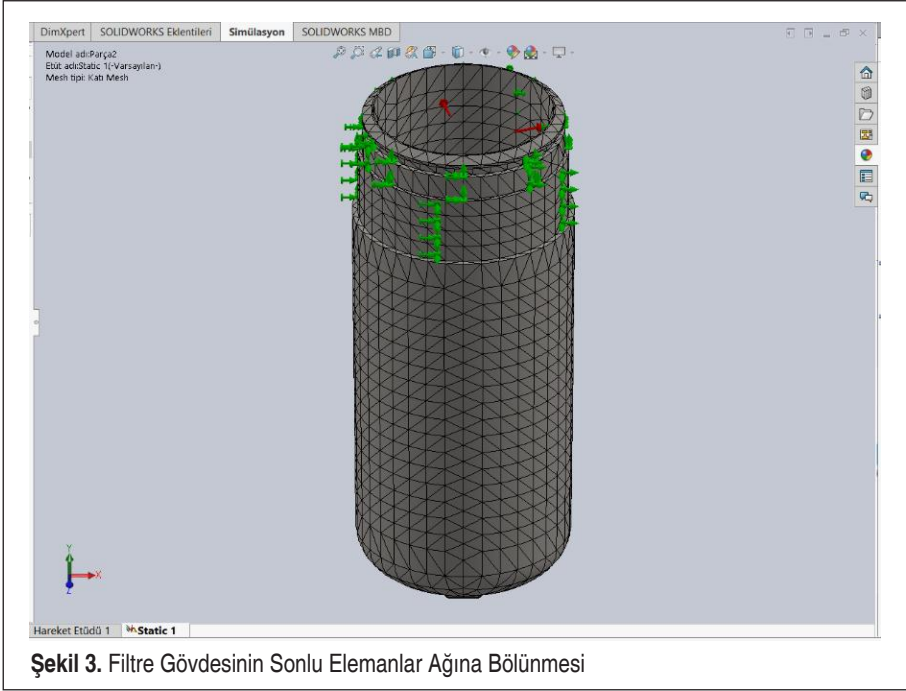 DimXpert SOLIDWORKS Eklentileri Simülasyon SOLIDWORKS MBD
Model adı:Parça2
Etüt adı:Static 1(-Varsayılan-)
Mesh tipi: Katı Mesh
Y
X
Z
Hareket Etüdü 1 Static 1
Şekil 3. Filtre Gövdesinin Sonlu Elemanlar Ağına Bölünmesi